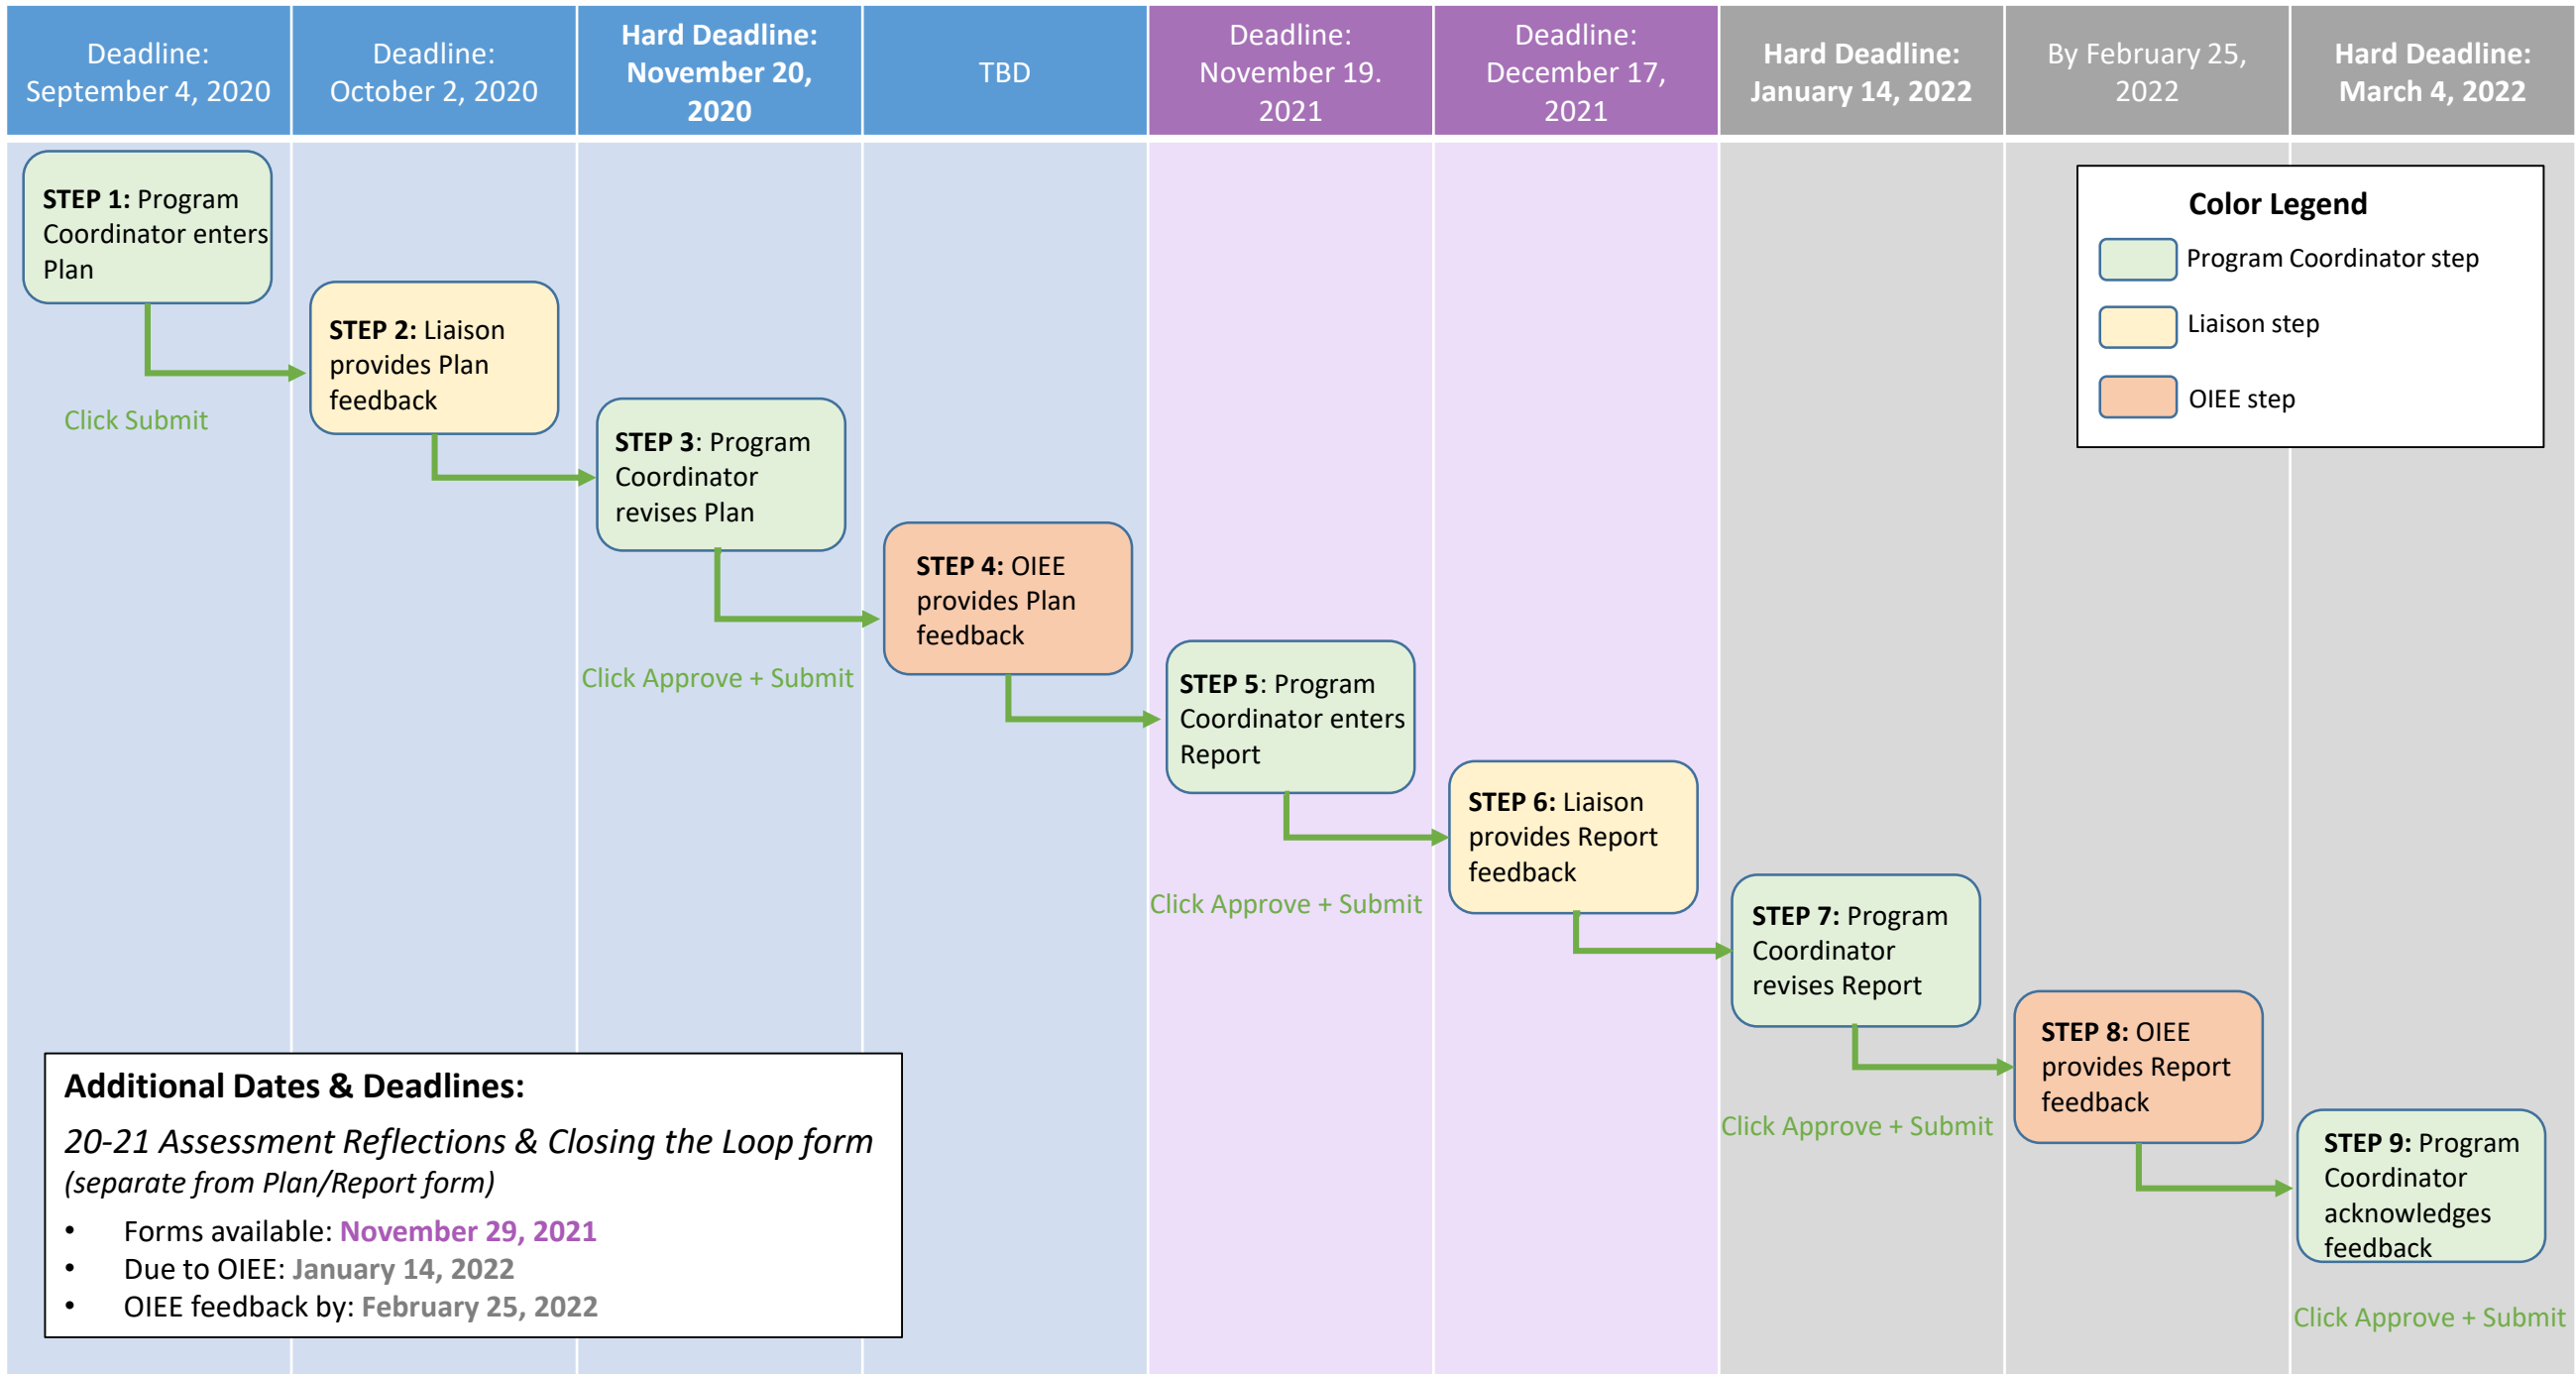 Deadline:
September 4, 2020
Deadline:
October 2, 2020
Hard Deadline:
November 20,
2020
TBD
Deadline:
November 19.
2021
Deadline:
December 17,
2021
Hard Deadline:
January 14, 2022
By February 25,
2022
Hard Deadline:
March 4, 2022
STEP 1: Program
Coordinator enters
Plan
Click Submit
STEP 2: Liaison
provides Plan
feedback
STEP 3: Program
Coordinator
revises Plan
Click Approve + Submit
STEP 4: OIEE
provides Plan
feedback
STEP 5: Program
Coordinator enters
Report
Click Approve + Submit
STEP 6: Liaison
provides Report
feedback
STEP 7: Program
Coordinator
revises Report
Click Approve + Submit
STEP 8: OIEE
provides Report
feedback
STEP 9: Program
Coordinator
acknowledges
feedback
Click Approve + Submit
Color Legend
Program Coordinator step
Liaison step
OIEE step
Additional Dates & Deadlines:
20-21 Assessment Reflections & Closing the Loop form
(separate from Plan/Report form)
• Forms available: November 29, 2021
• Due to OIEE: January 14, 2022
• OIEE feedback by: February 25, 2022